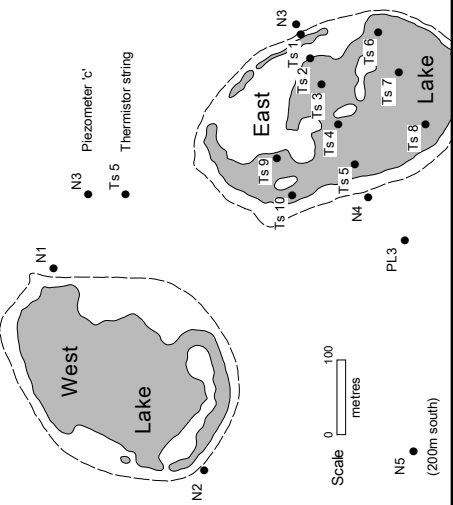 N3
Piezometer 'c'
Ts 5
Thermistor string
N1
West
Lake
N2
Scale
0
100
metres
N5
(200m south)
PL3
N4
N3
Ts 1
Ts 2
Ts 3
Ts 4
Ts 5
Ts 6
Ts 7
Ts 8
Ts 9
Ts 10
East
Lake